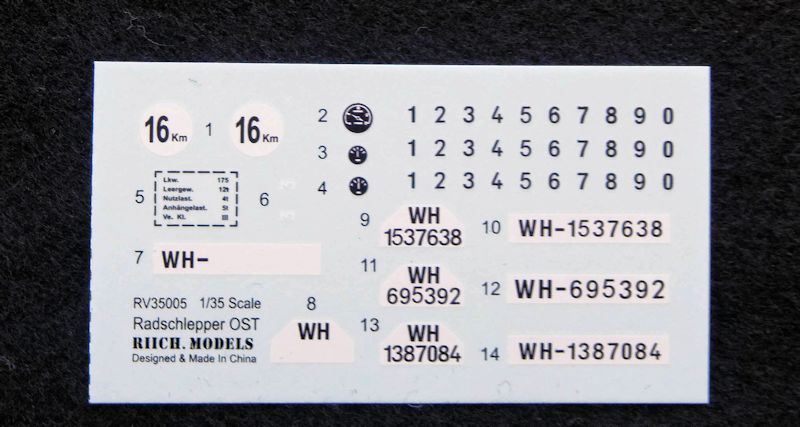 16 Km 1 16 Km
2 1 2 3 4 5 6 7 8 9 0
3 1 2 3 4 5 6 7 8 9 0
4 1 2 3 4 5 6 7 8 9 0
5
Lkw. 175
Leergew. 12t
Nutzlast. 4t
Anhängelast. 5t
Ve. Kl. III
6 3 3
7 WH-
8 WH
9 WH
1537638
10 WH-1537638
11 WH
695392
12 WH-695392
13 WH
1387084
14 WH-1387084
RV35005 1/35 Scale
Radschlepper OST
RIICH. MODELS
Designed & Made In China